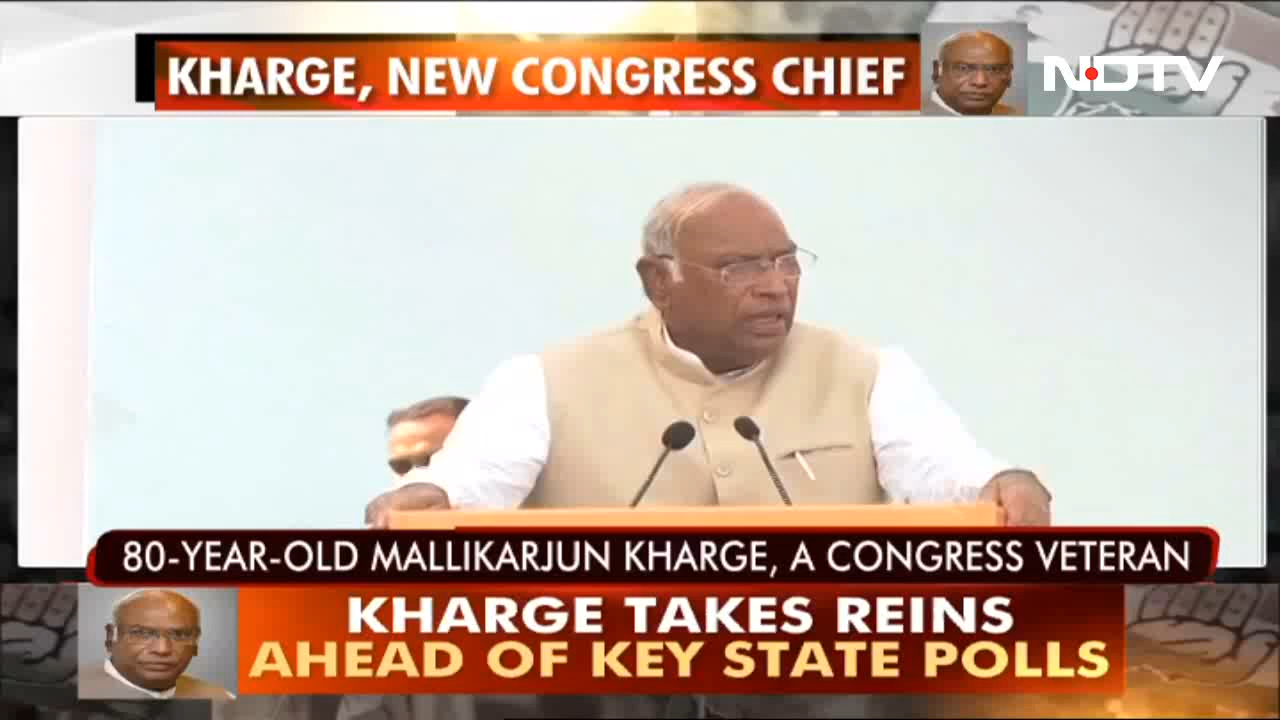 KHARGE, NEW CONGRESS CHIEF
NDTV
80-YEAR-OLD MALLIKARJUN KHARGE, A CONGRESS VETERAN
KHARGE TAKES REINS
AHEAD OF KEY STATE POLLS